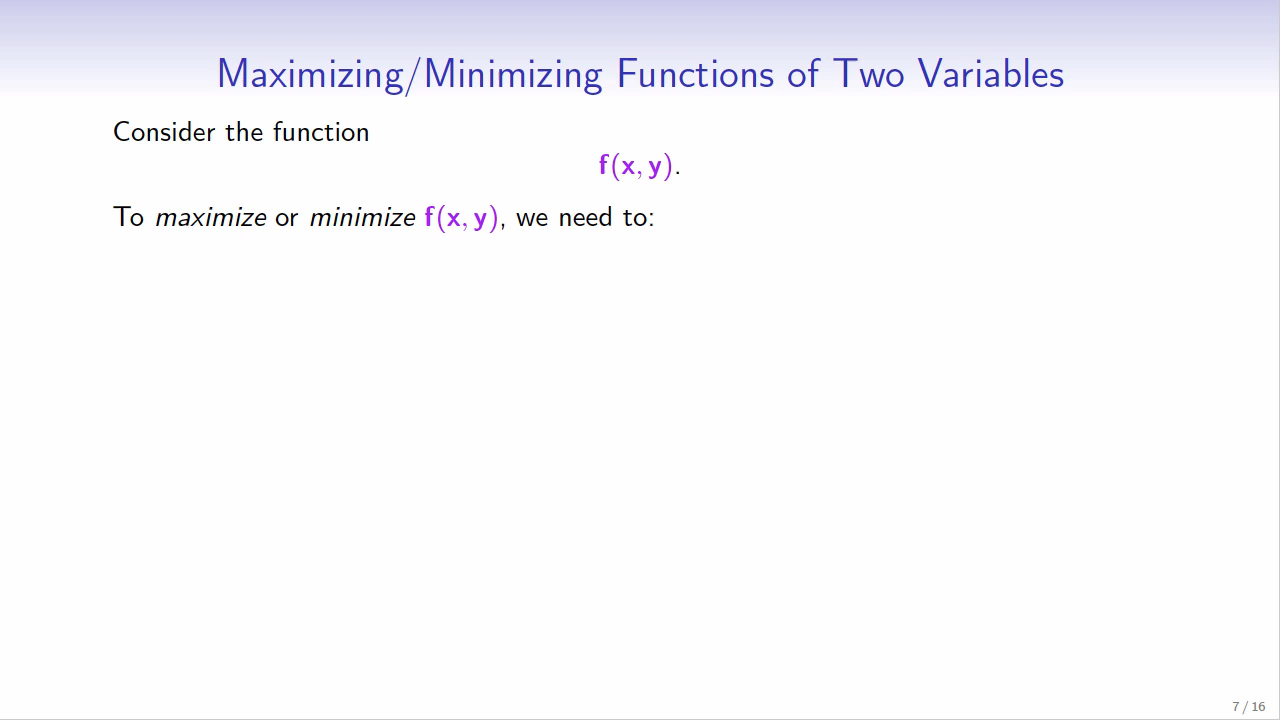 Maximizing/Minimizing Functions of Two Variables
Consider the function
f(x, y).
To maximize or minimize f(x, y), we need to:
7 / 16